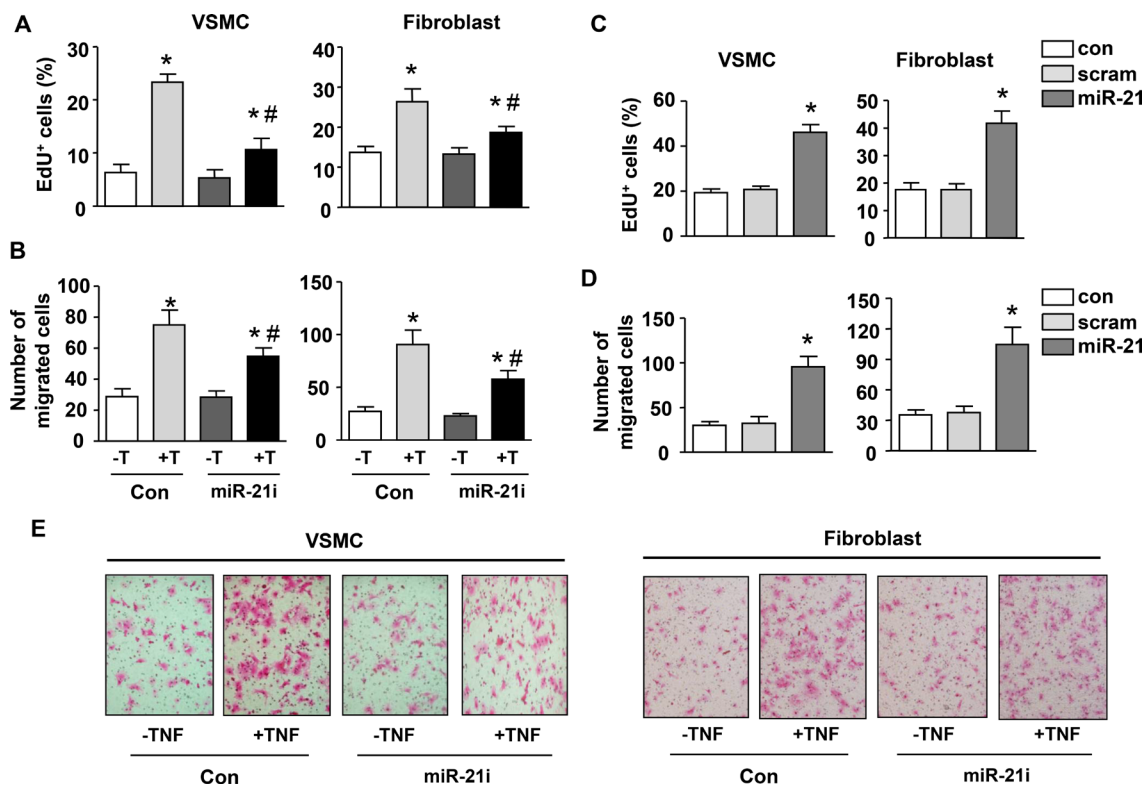 A
VSMC
Fibroblast
EdU+ cells (%)
30
20
10
0
*
* #
40
30
20
10
0
*
* #
B
Number of
migrated cells
100
80
60
40
20
0
*
* #
150
100
50
0
*
* #
-T +T -T +T
Con miR-21i
-T +T -T +T
Con miR-21i
C
VSMC
Fibroblast
con
scram
miR-21
EdU+ cells (%)
60
40
20
0
*
50
40
30
20
10
0
*
D
con
scram
miR-21
Number of
migrated cells
150
100
50
0
*
150
120
90
60
30
0
*
E
VSMC
Fibroblast
-TNF +TNF -TNF +TNF
Con miR-21i
-TNF +TNF -TNF +TNF
Con miR-21i